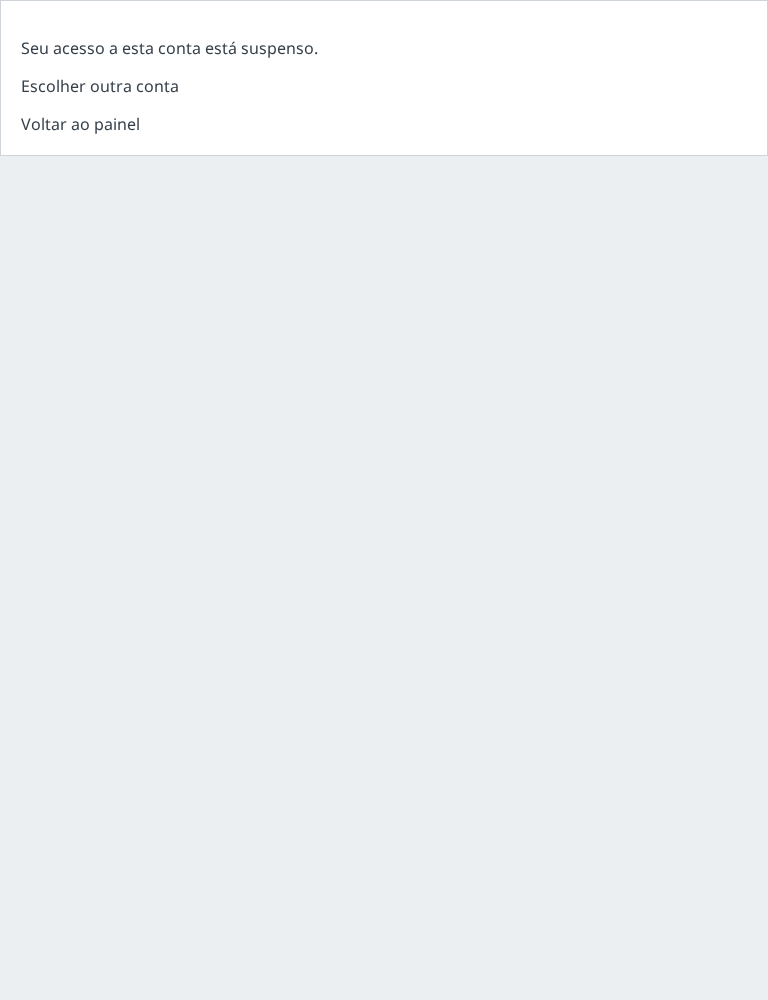 Seu acesso a esta conta está suspenso.
Escolher outra conta
Voltar ao painel